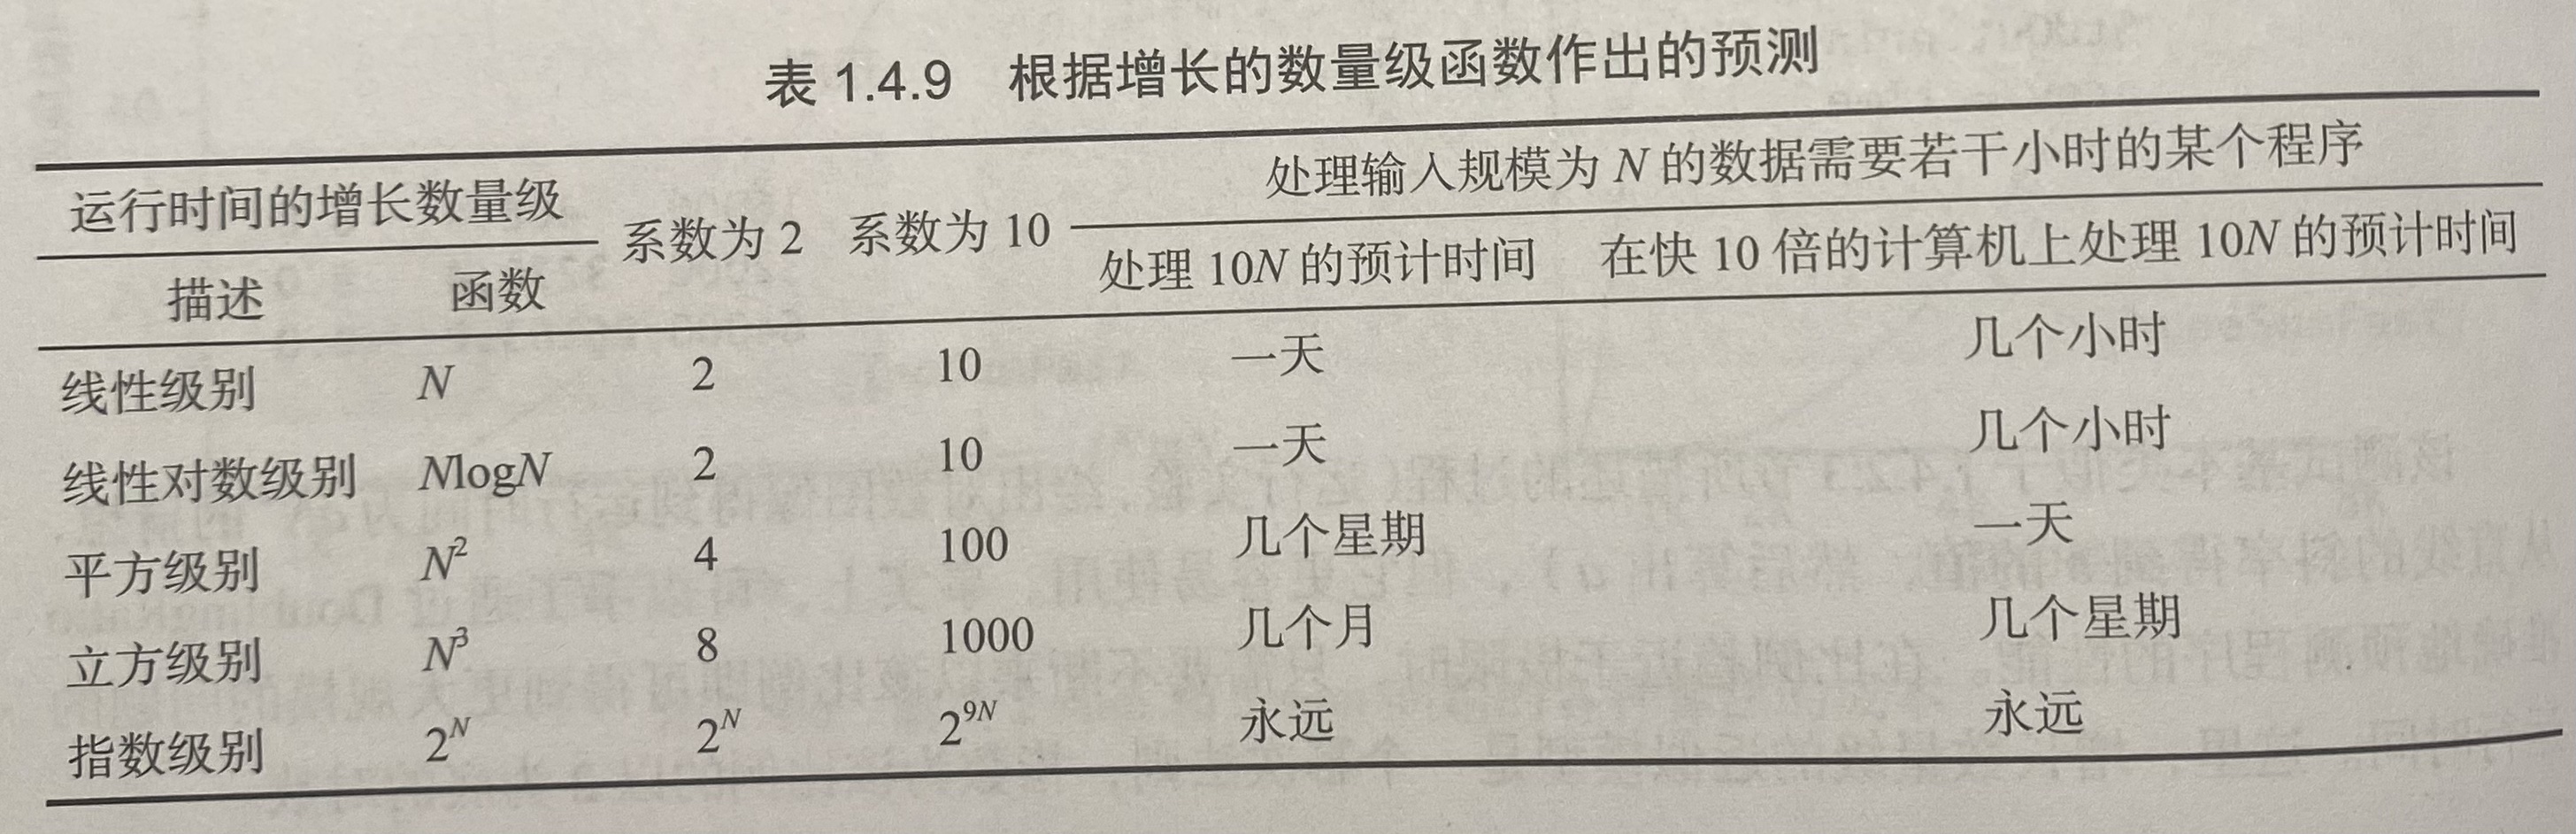 表 1.4.9 根据增长的数量级函数作出的预测
运行时间的增长数量级 系数为 2 系数为 10 处理输入规模为 N 的数据需要若干小时的某个程序
描述 函数 处理 10N 的预计时间 在快 10 倍的计算机上处理 10N 的预计时间
线性级别 N 2 10 一天 几个小时
线性对数级别 NlogN 2 10 一天 几个小时
平方级别 N² 4 100 几个星期 一天
立方级别 N³ 8 1000 几个月 几个星期
指数级别 2ᴺ 2ᴺ 2⁹ᴺ 永远 永远